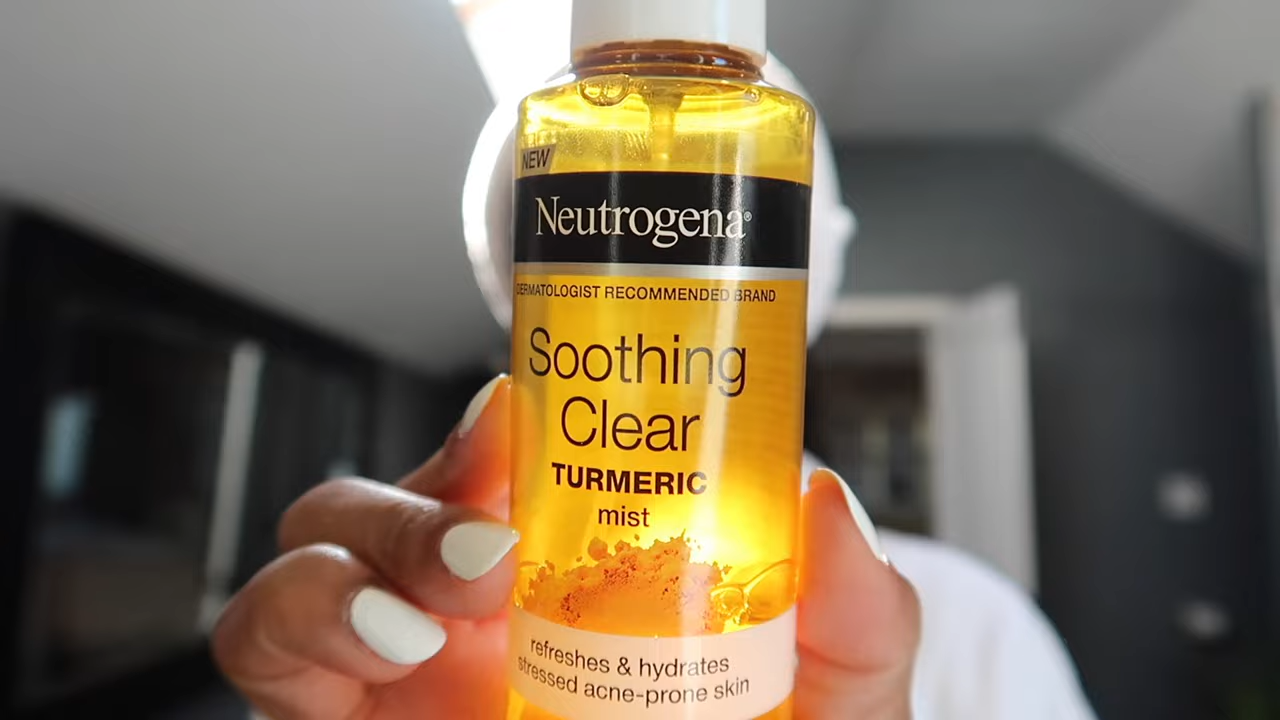 NEW
Neutrogena®
DERMATOLOGIST RECOMMENDED BRAND
Soothing
Clear
TURMERIC
mist
refreshes & hydrates
stressed acne-prone skin